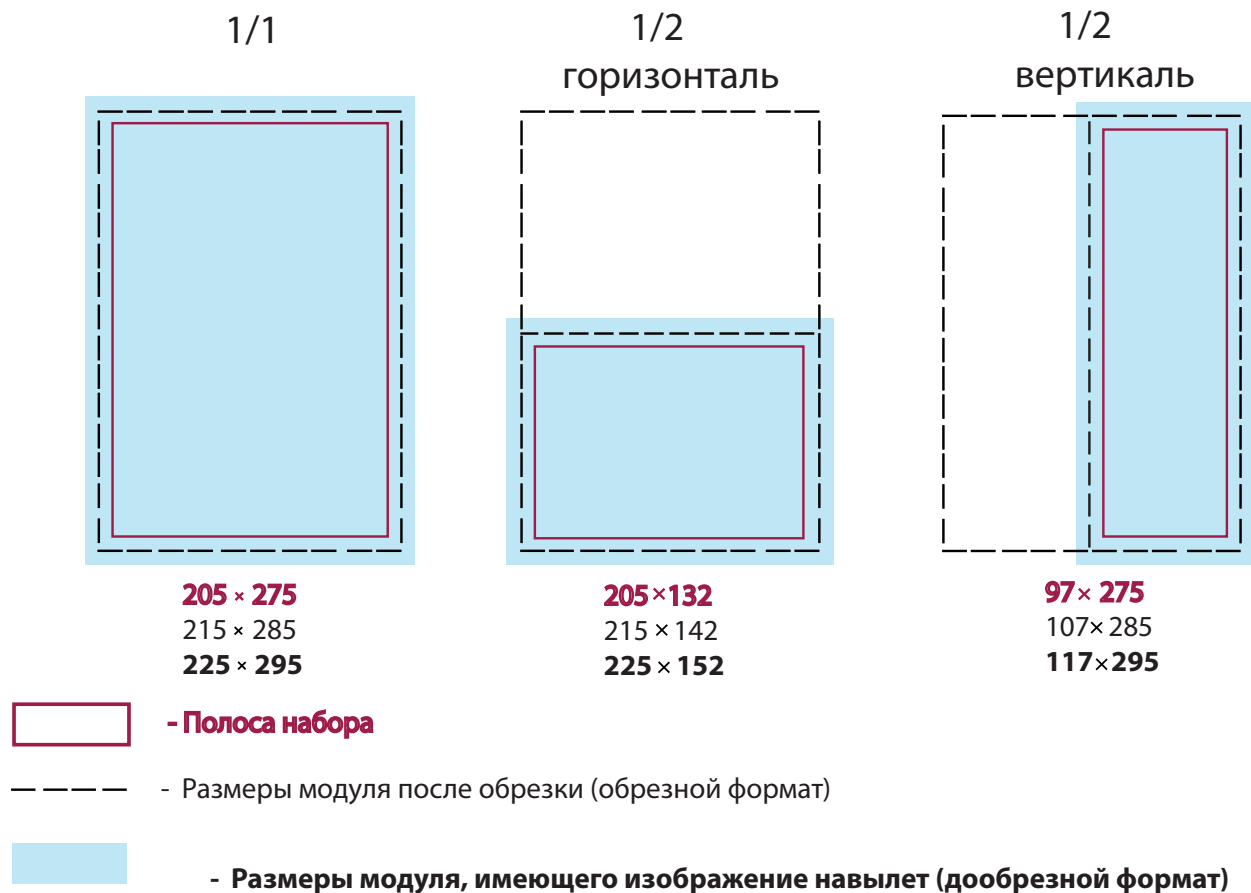 1/1
1/2
горизонталь
1/2
вертикаль
205 × 275
215 × 285
225 × 295
205×132
215 × 142
225 × 152
97× 275
107× 285
117×295
- Полоса набора
- Размеры модуля после обрезки (обрезной формат)
- Размеры модуля, имеющего изображение навылет (дообрезной формат)